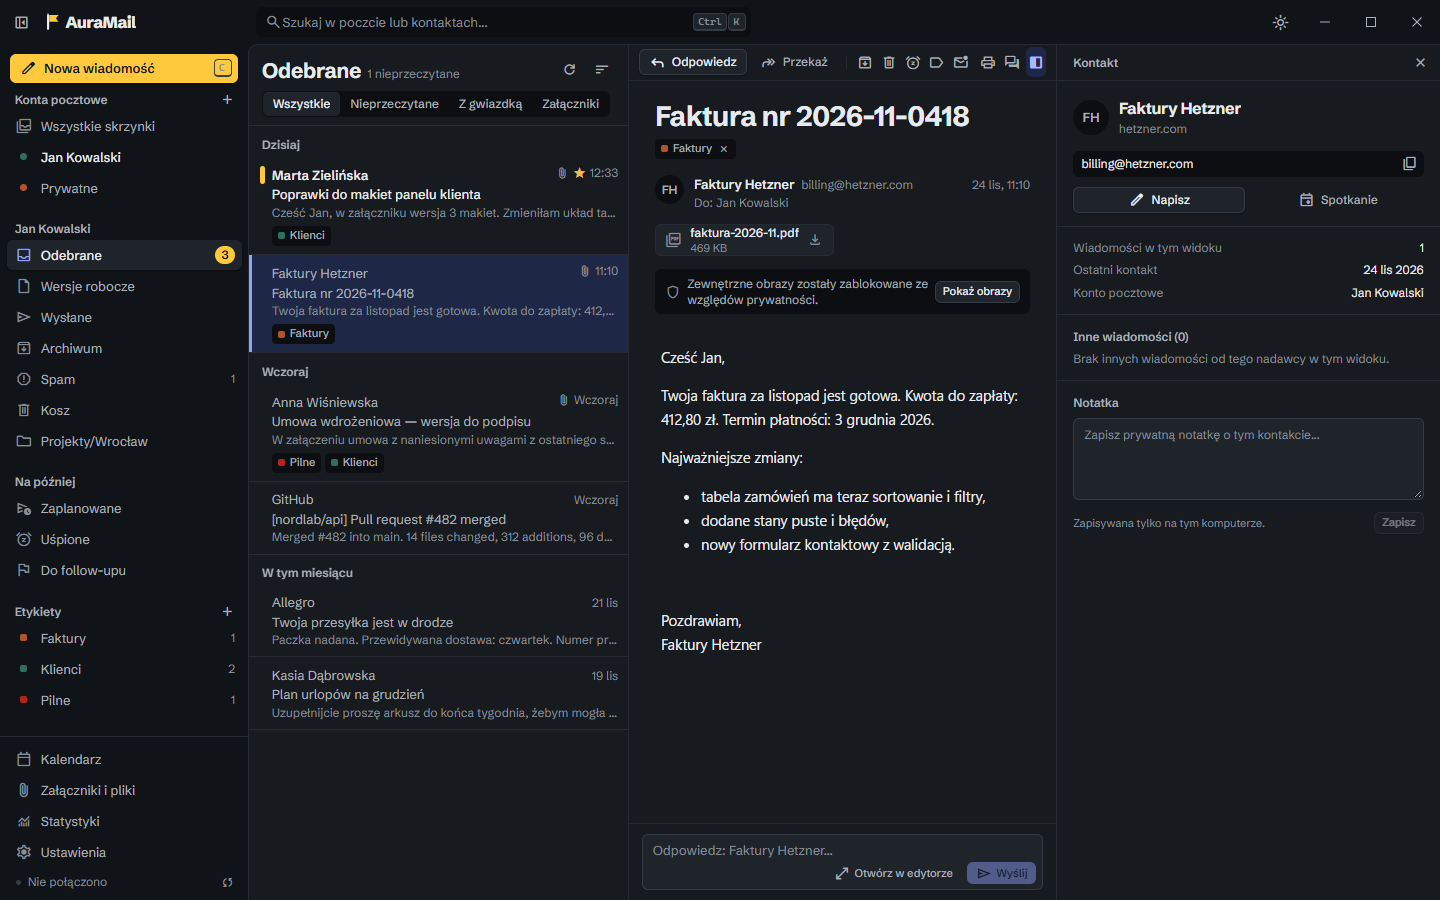 AuraMail
Szukaj w poczcie lub kontaktach...
Ctrl K
Nowa wiadomość
C
Konta pocztowe
Wszystkie skrzynki
Jan Kowalski
Prywatne
Jan Kowalski
Odebrane
3
Wersje robocze
Wysłane
Archiwum
Spam
1
Kosz
Projekty/Wrocław
Na później
Zaplanowane
Uśpione
Do follow-upu
Etykiety
Faktury
1
Klienci
2
Pilne
1
Kalendarz
Załączniki i pliki
Statystyki
Ustawienia
Nie połączono
Odebrane 1 nieprzeczytane
Wszystkie Nieprzeczytane Z gwiazdką Załączniki
Dzisiaj
Marta Zielińska 12:33
Poprawki do makiet panelu klienta
Cześć Jan, w załączniku wersja 3 makiet. Zmieniłam układ ta...
Klienci
Faktury Hetzner 11:10
Faktura nr 2026-11-0418
Twoja faktura za listopad jest gotowa. Kwota do zapłaty: 412,...
Faktury
Wczoraj
Anna Wiśniewska Wczoraj
Umowa wdrożeniowa — wersja do podpisu
W załączeniu umowa z naniesionymi uwagami z ostatniego s...
Pilne Klienci
GitHub Wczoraj
[nordlab/api] Pull request #482 merged
Merged #482 into main. 14 files changed, 312 additions, 96 d...
W tym miesiącu
Allegro 21 lis
Twoja przesyłka jest w drodze
Paczka nadana. Przewidywana dostawa: czwartek. Numer pr...
Kasia Dąbrowska 19 lis
Plan urlopów na grudzień
Uzupełnijcie proszę arkusz do końca tygodnia, żebym mogła ...
Odpowiedz Przekaż
Faktura nr 2026-11-0418
Faktury ×
FH
Faktury Hetzner billing@hetzner.com 24 lis, 11:10
Do: Jan Kowalski
PDF
faktura-2026-11.pdf
469 KB
Zewnętrzne obrazy zostały zablokowane ze
względów prywatności.
Pokaż obrazy
Cześć Jan,
Twoja faktura za listopad jest gotowa. Kwota do zapłaty:
412,80 zł. Termin płatności: 3 grudnia 2026.
Najważniejsze zmiany:
• tabela zamówień ma teraz sortowanie i filtry,
• dodane stany puste i błędów,
• nowy formularz kontaktowy z walidacją.
Pozdrawiam,
Faktury Hetzner
Odpowiedz: Faktury Hetzner...
Otwórz w edytorze Wyślij
Kontakt
FH
Faktury Hetzner
hetzner.com
billing@hetzner.com
Napisz Spotkanie
Wiadomości w tym widoku 1
Ostatni kontakt 24 lis 2026
Konto pocztowe Jan Kowalski
Inne wiadomości (0)
Brak innych wiadomości od tego nadawcy w tym widoku.
Notatka
Zapisz prywatną notatkę o tym kontakcie...
Zapisywana tylko na tym komputerze. Zapisz